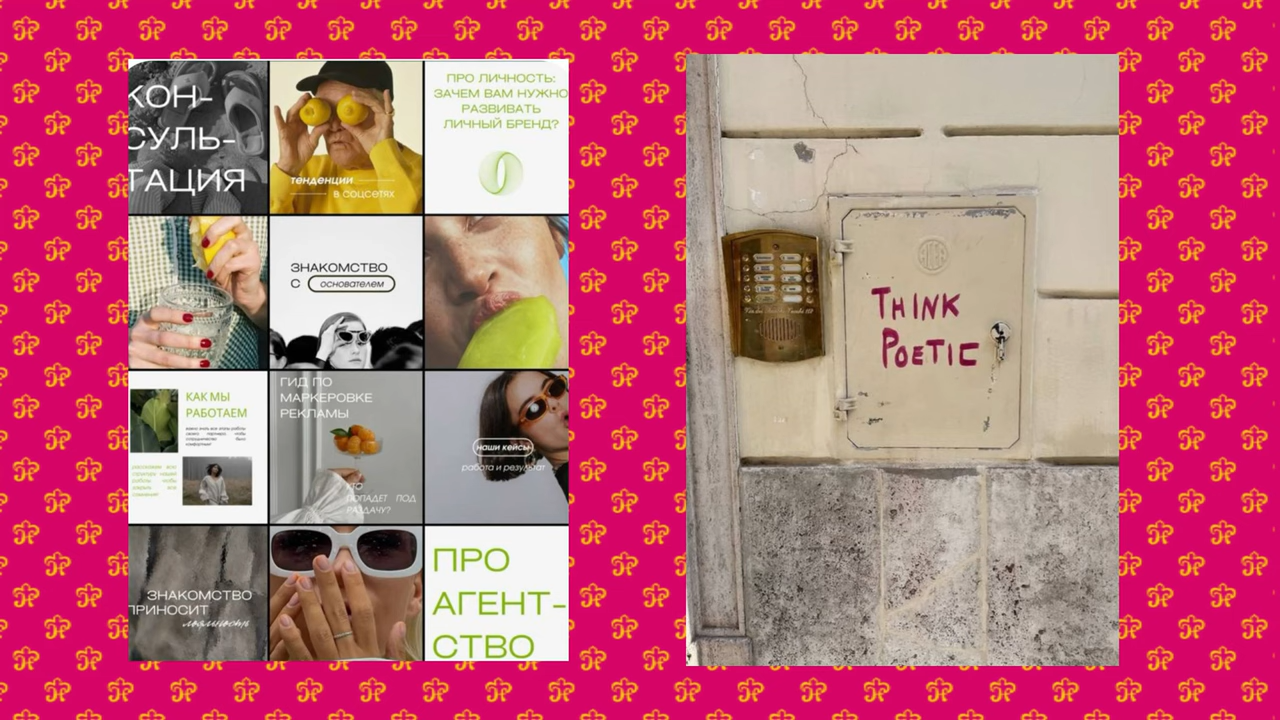 КОН-
СУЛЬ-
ТАЦИЯ
тенденции
в соцсетях
ПРО ЛИЧНОСТЬ:
ЗАЧЕМ ВАМ НУЖНО
РАЗВИВАТЬ
ЛИЧНЫЙ БРЕНД?
ЗНАКОМСТВО
С основателем
КАК МЫ
РАБОТАЕМ
ГИД ПО
МАРКЕРОВКЕ
РЕКЛАМЫ
ПОПАДЕТ ПОД
РАЗДАЧУ?
наши кейсы
работа и результат
ЗНАКОМСТВО
ПРИНОСИТ
лояльность
ПРО
АГЕНТ-
СТВО
THINK
POETIC